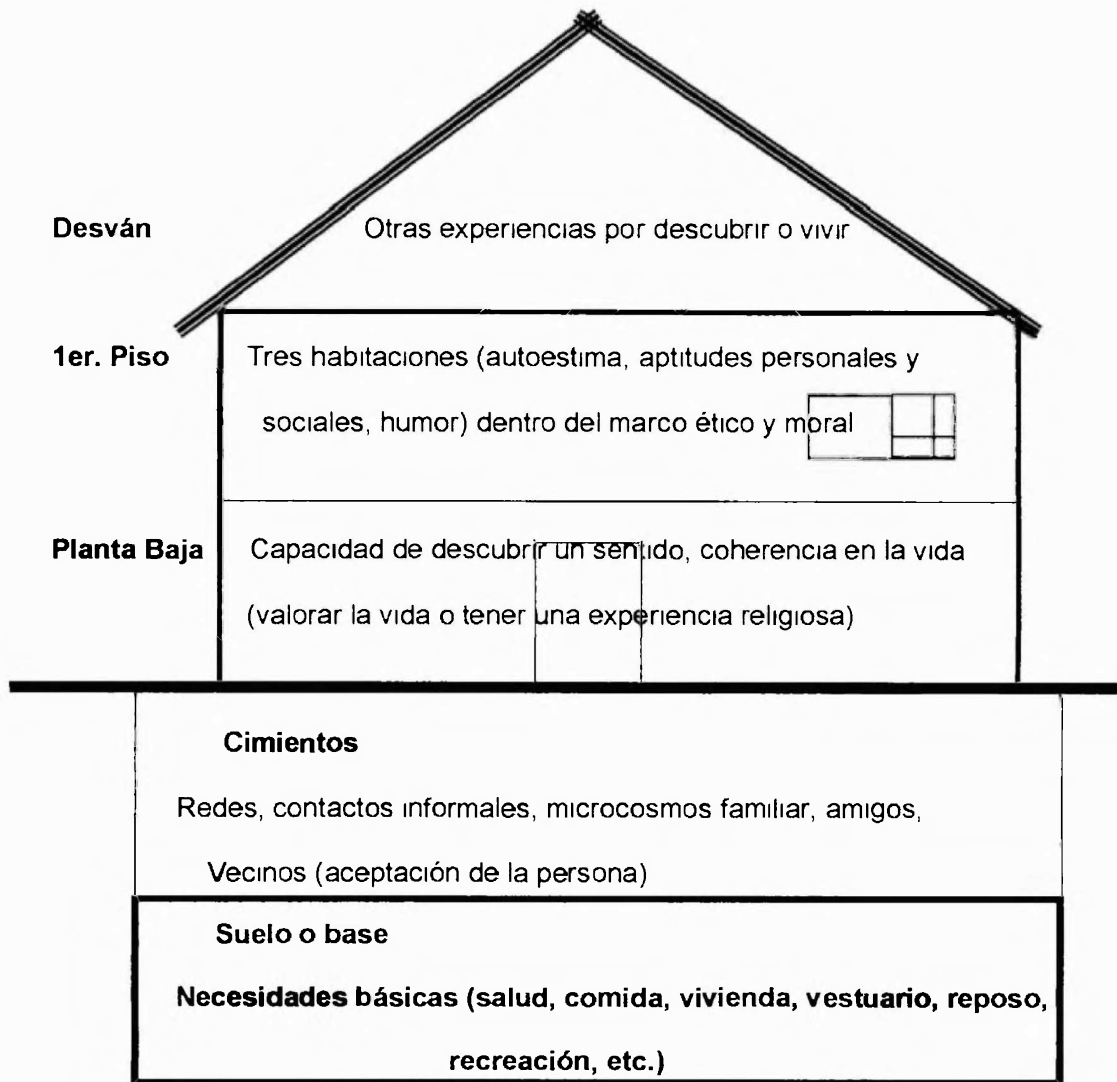 Desván Otras experiencias por descubrir o vivir
1er. Piso Tres habitaciones (autoestima, aptitudes personales y
sociales, humor) dentro del marco ético y moral
Planta Baja Capacidad de descubrir un sentido, coherencia en la vida
(valorar la vida o tener una experiencia religiosa)
Cimientos
Redes, contactos informales, microcosmos familiar, amigos,
Vecinos (aceptación de la persona)
Suelo o base
Necesidades básicas (salud, comida, vivienda, vestuario, reposo,
recreación, etc.)